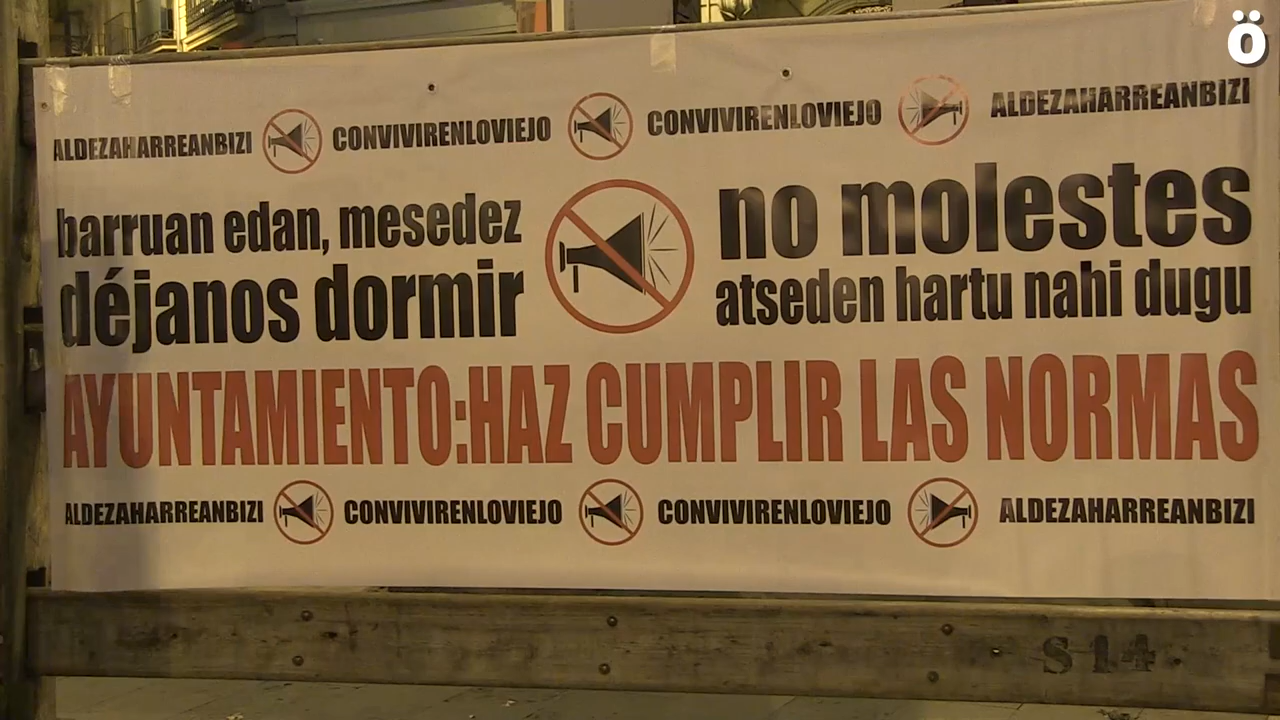 ö
ALDEZAHARREANBIZI CONVIVIRENLOVIEJO CONVIVIRENLOVIEJO ALDEZAHARREANBIZI
barruan edan, mesedez
déjanos dormir
no molestes
atseden hartu nahi dugu
AYUNTAMIENTO:HAZ CUMPLIR LAS NORMAS
ALDEZAHARREANBIZI CONVIVIRENLOVIEJO CONVIVIRENLOVIEJO ALDEZAHARREANBIZI
S 14